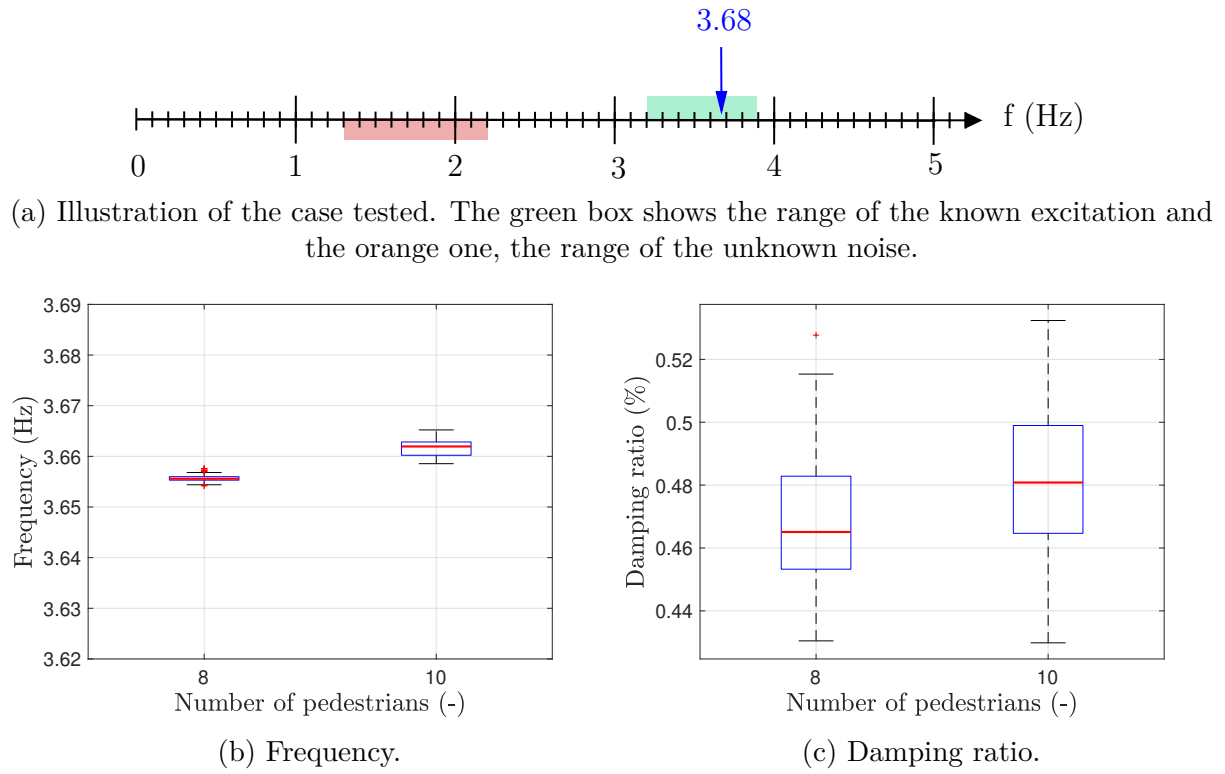 3.68
f (Hz)
0 1 2 3 4 5
(a) Illustration of the case tested. The green box shows the range of the known excitation and
the orange one, the range of the unknown noise.
3.69
3.68
3.67
3.66
3.65
3.64
3.63
3.62
Frequency (Hz)
8 10
Number of pedestrians (-)
(b) Frequency.
0.52
0.5
0.48
0.46
0.44
Damping ratio (%)
8 10
Number of pedestrians (-)
(c) Damping ratio.